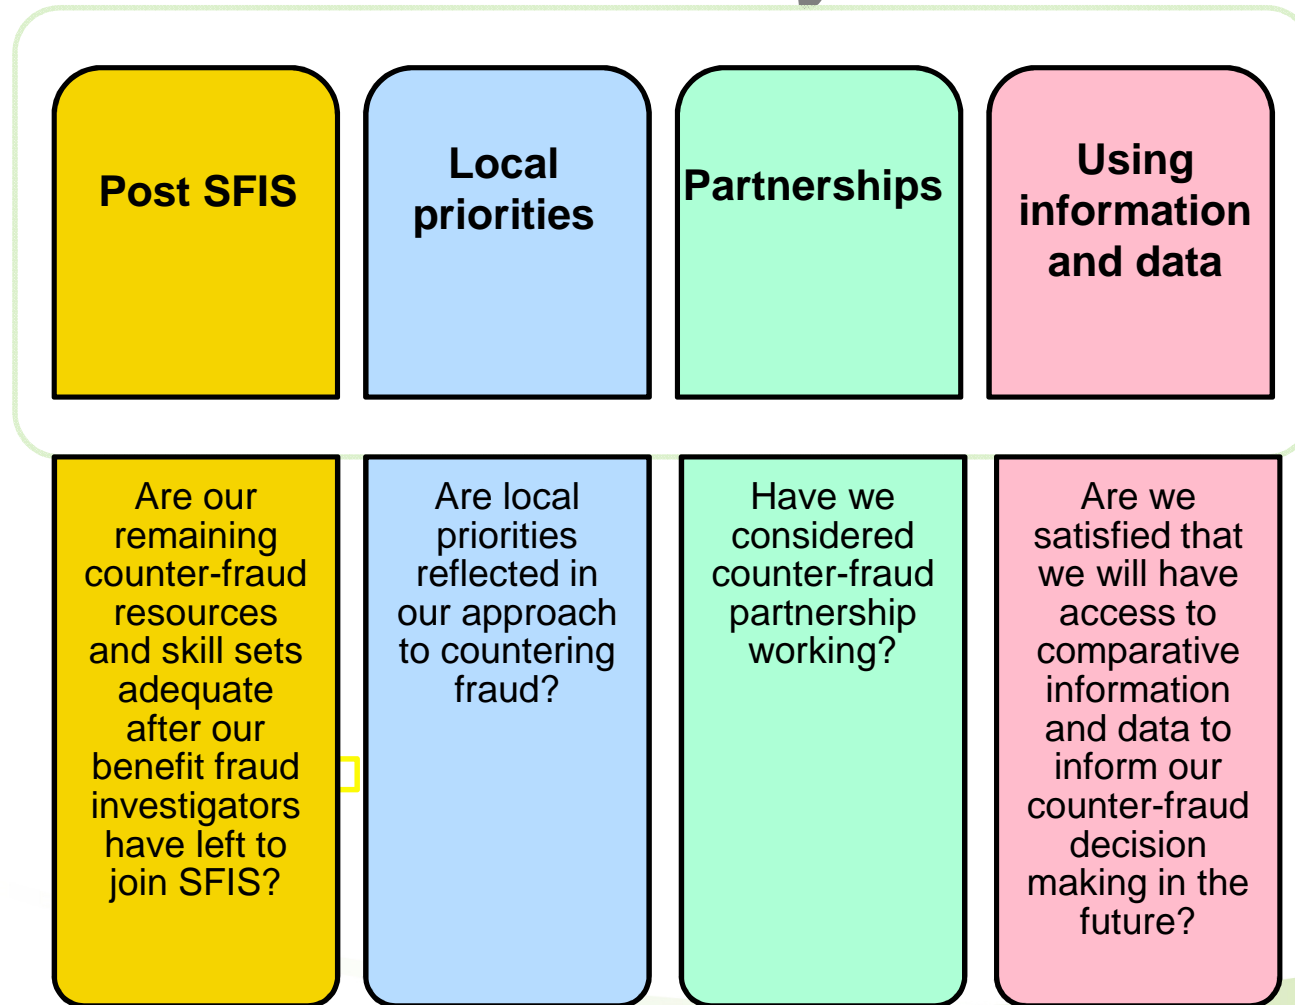 Post SFIS
Local
priorities
Partnerships
Using
information
and data
Are our
remaining
counter-fraud
resources
and skill sets
adequate
after our
benefit fraud
investigators
have left to
join SFIS?
Are local
priorities
reflected in
our approach
to countering
fraud?
Have we
considered
counter-fraud
partnership
working?
Are we
satisfied that
we will have
access to
comparative
information
and data to
inform our
counter-fraud
decision
making in the
future?